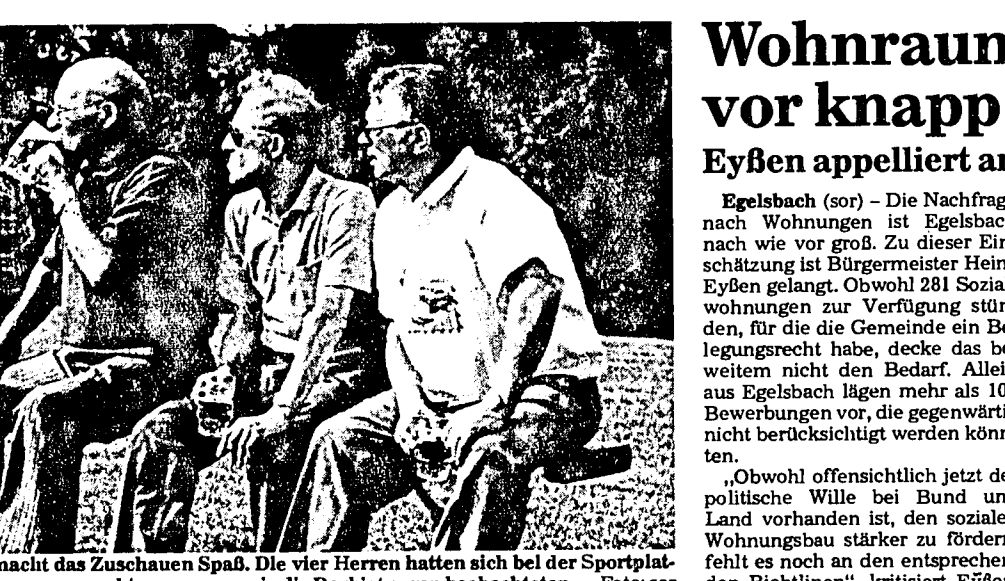 macht das Zuschauen Spaß. Die vier Herren hatten sich bei der Sportplat-
Wohnraum
vor knapp
Eyßen appelliert an
Egelsbach (sor) – Die Nachfrag
nach Wohnungen ist Egelsbac
nach wie vor groß. Zu dieser Ein
schätzung ist Bürgermeister Hein
Eyßen gelangt. Obwohl 281 Sozia
wohnungen zur Verfügung stün
den, für die die Gemeinde ein Be
legungsrecht habe, decke das be
weitem nicht den Bedarf. Allei
aus Egelsbach lägen mehr als 10
Bewerbungen vor, die gegenwärti
nicht berücksichtigt werden könn
ten.
„Obwohl offensichtlich jetzt de
politische Wille bei Bund un
Land vorhanden ist, den soziale
Wohnungsbau stärker zu förder
fehlt es noch an den entsprechen